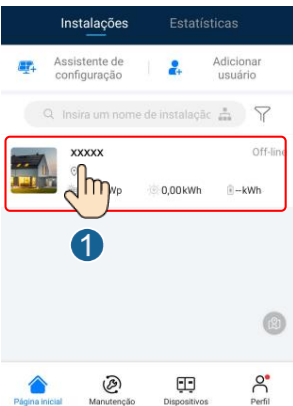 Instalações Estatísticas
Assistente de configuração
Adicionar usuário
Insira um nome de instalaçãc
xxxxx Off-line
Wp 0,00kWh --kWh
1
Página Inicial Manutenção Dispositivos Perfil